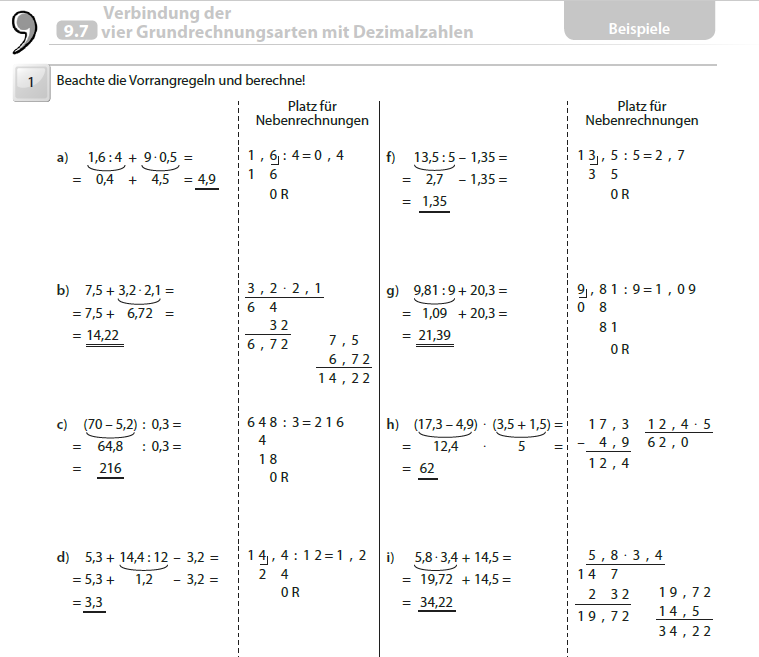 9.7 Verbindung der
vier Grundrechnungsarten mit Dezimalzahlen
Beispiele
1 Beachte die Vorrangregeln und berechne!
Platz für
Nebenrechnungen
a) 1,6 : 4 + 9 · 0,5 =
= 0,4 + 4,5 = 4,9
1 , 6 : 4 = 0 , 4
1 6
0 R
b) 7,5 + 3,2 · 2,1 =
= 7,5 + 6,72 =
= 14,22
3 , 2 · 2 , 1
6 4
3 2
6 , 7 2
7 , 5
6 , 7 2
1 4 , 2 2
c) (70 – 5,2) : 0,3 =
= 64,8 : 0,3 =
= 216
6 4 8 : 3 = 2 1 6
4
1 8
0 R
d) 5,3 + 14,4 : 12 – 3,2 =
= 5,3 + 1,2 – 3,2 =
= 3,3
1 4 , 4 : 1 2 = 1 , 2
2 4
0 R
Platz für
Nebenrechnungen
f) 13,5 : 5 – 1,35 =
= 2,7 – 1,35 =
= 1,35
1 3 , 5 : 5 = 2 , 7
3 5
0 R
g) 9,81 : 9 + 20,3 =
= 1,09 + 20,3 =
= 21,39
9 , 8 1 : 9 = 1 , 0 9
0 8
8 1
0 R
h) (17,3 – 4,9) · (3,5 + 1,5) =
= 12,4 · 5 =
= 62
1 7 , 3
– 4 , 9
1 2 , 4
1 2 , 4 · 5
6 2 , 0
i) 5,8 · 3,4 + 14,5 =
= 19,72 + 14,5 =
= 34,22
5 , 8 · 3 , 4
1 4 7
2 3 2
1 9 , 7 2
1 9 , 7 2
1 4 , 5
3 4 , 2 2